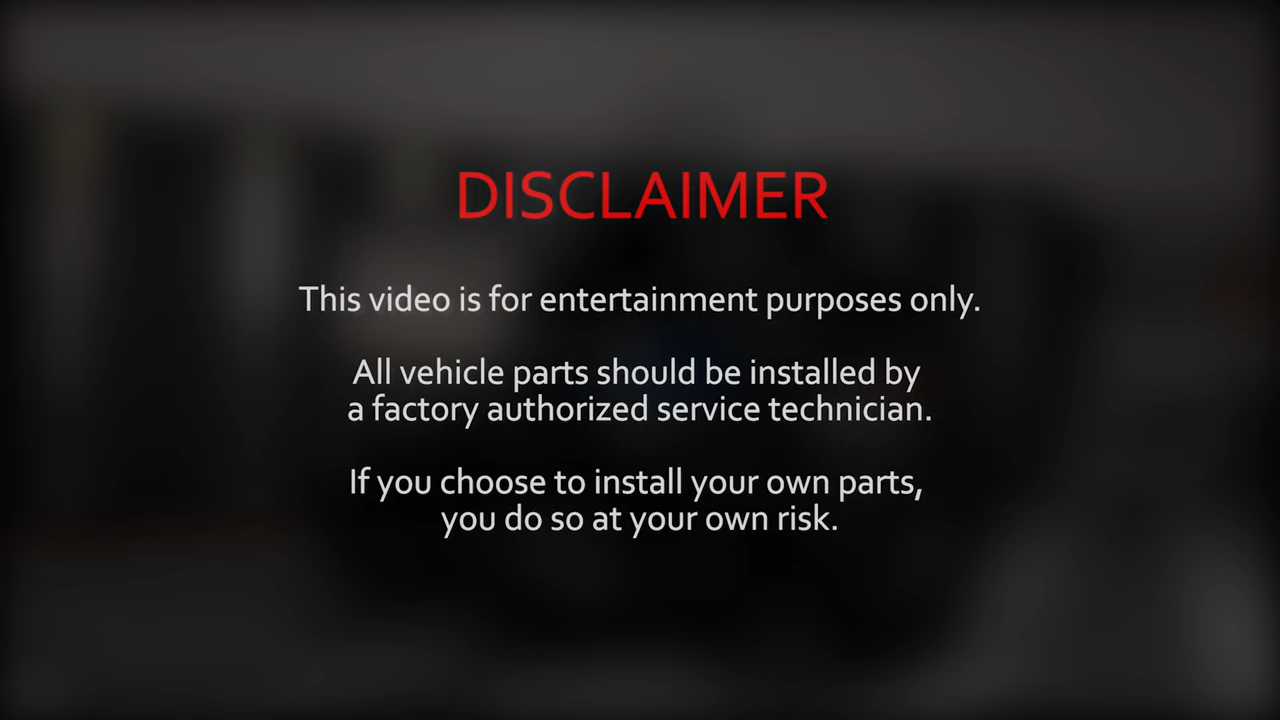 DISCLAIMER
This video is for entertainment purposes only.
All vehicle parts should be installed by
a factory authorized service technician.
If you choose to install your own parts,
you do so at your own risk.